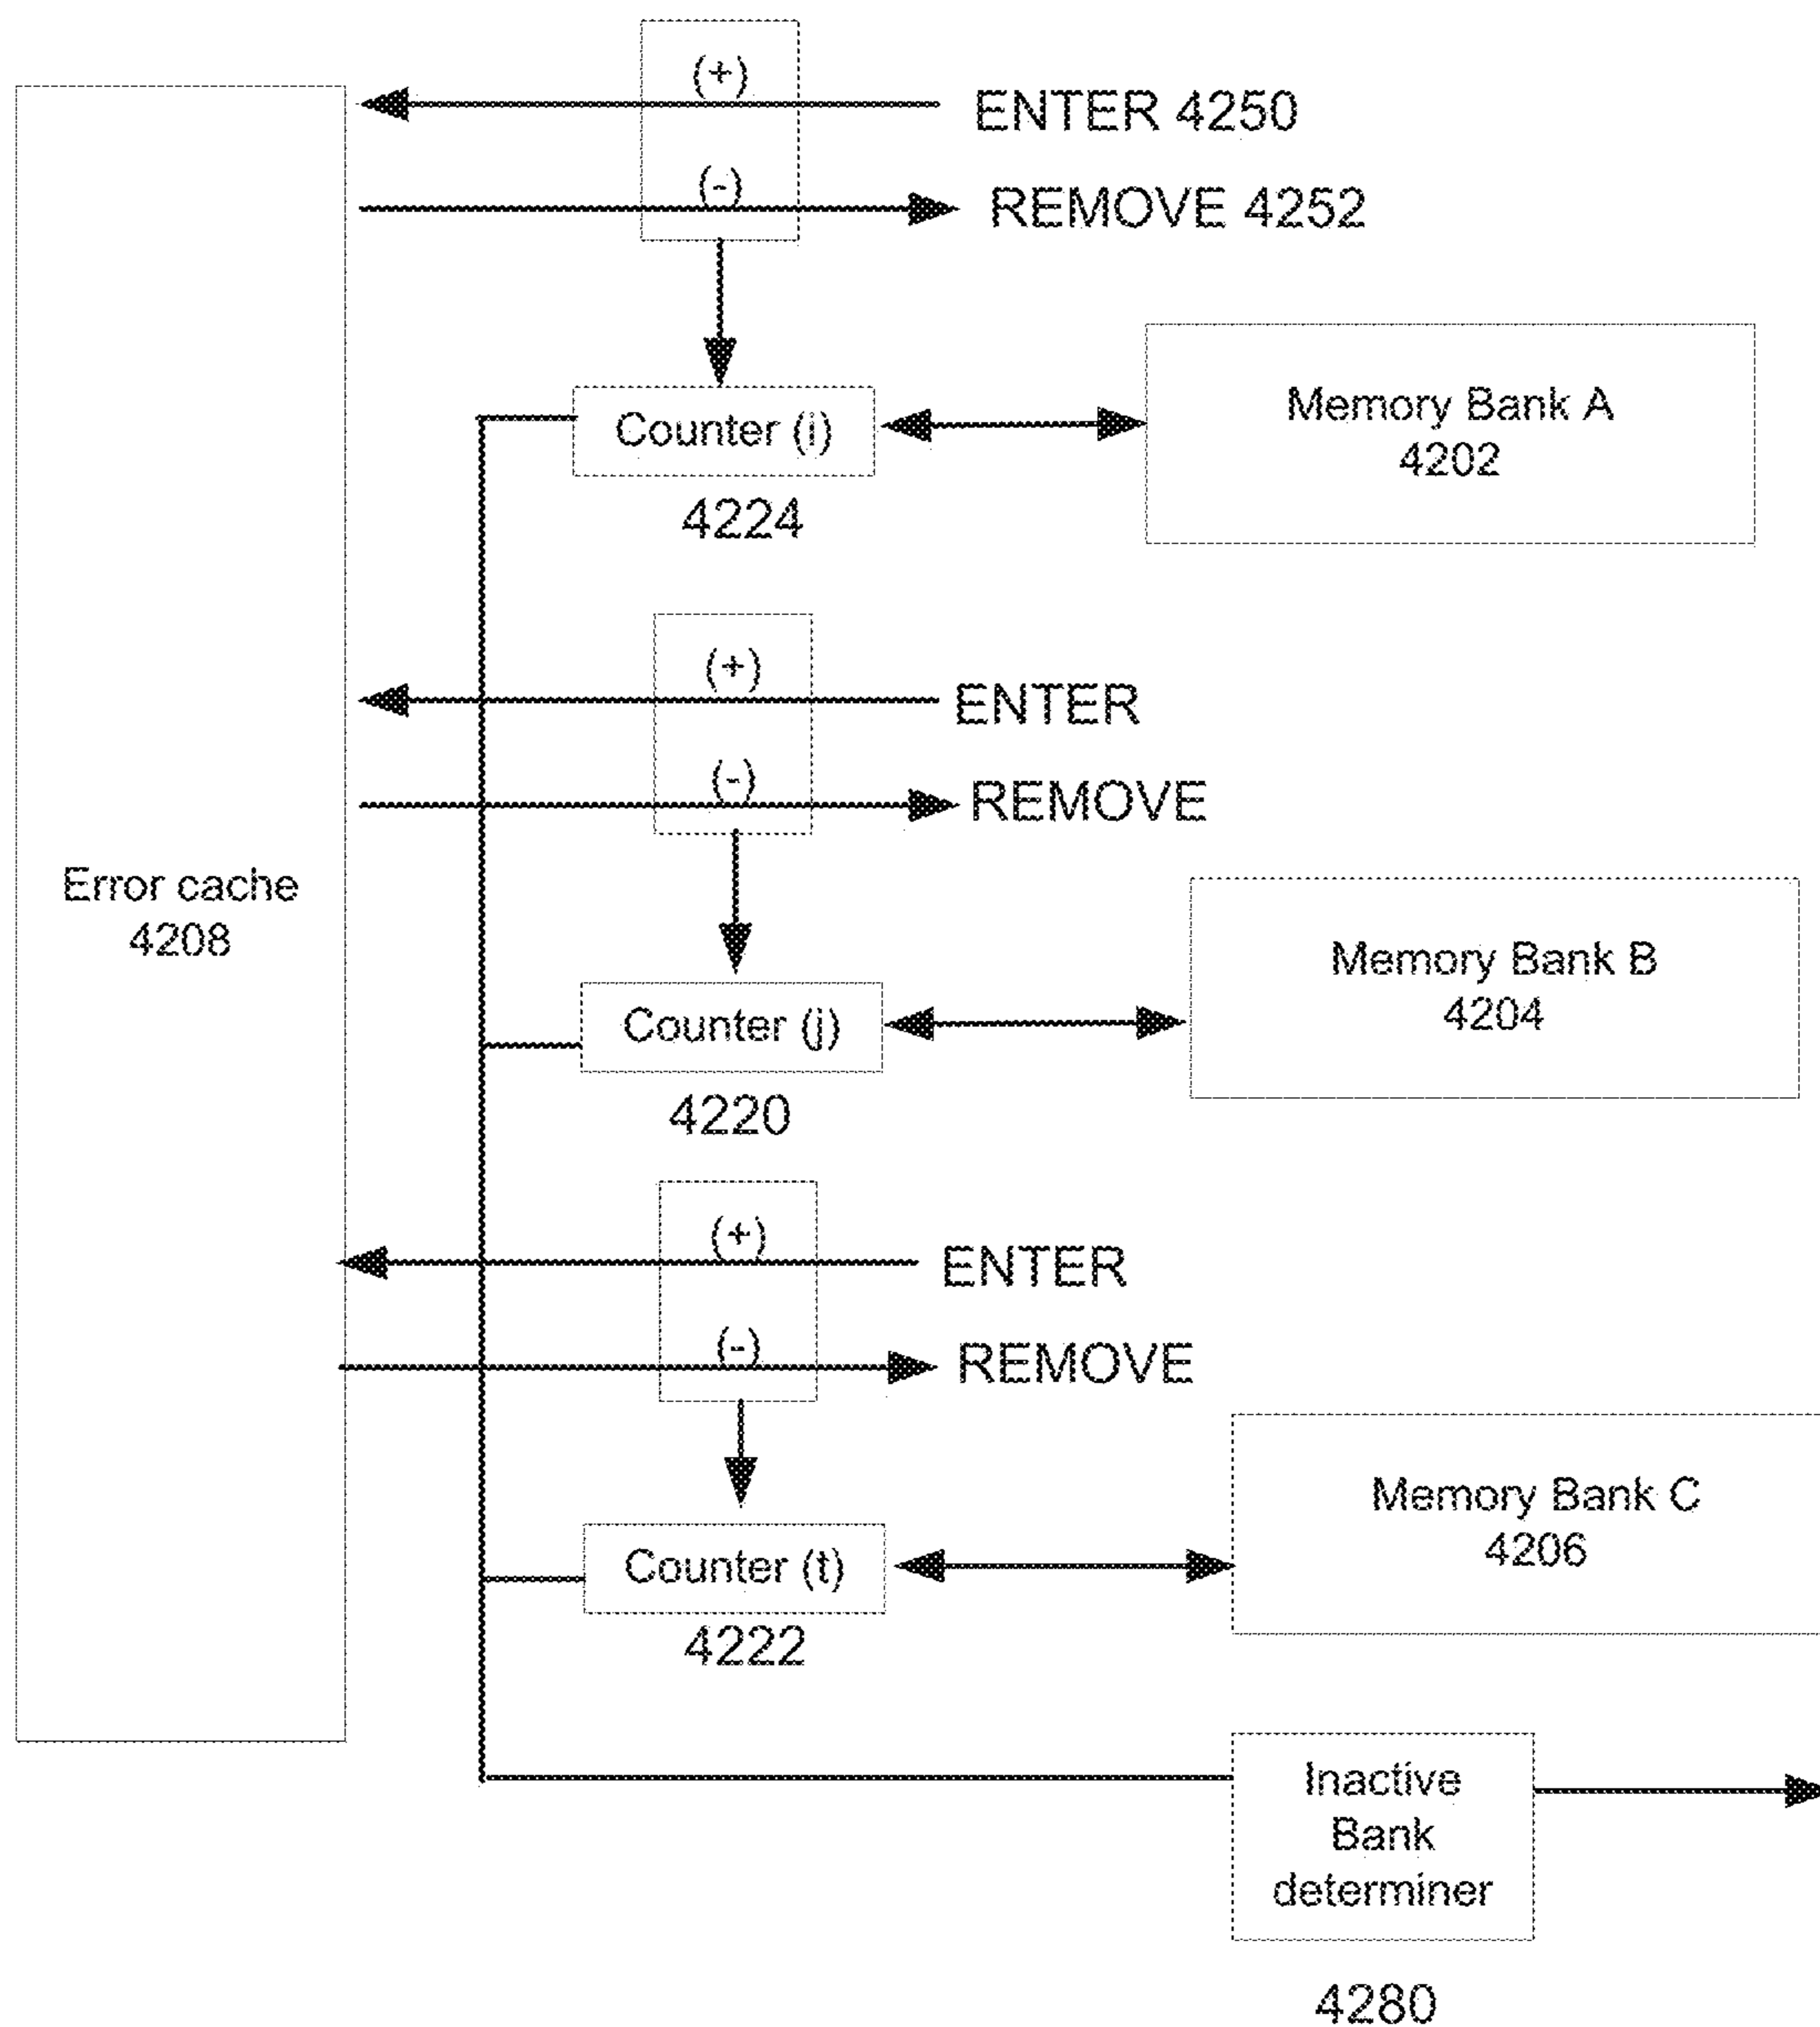 (+)
ENTER 4250
(-)
REMOVE 4252
Counter (i)
4224
Memory Bank A
4202
(+)
ENTER
(-)
REMOVE
Error cache
4208
Counter (j)
4220
Memory Bank B
4204
(+)
ENTER
(-)
REMOVE
Counter (t)
4222
Memory Bank C
4206
Inactive
Bank
determiner
4280